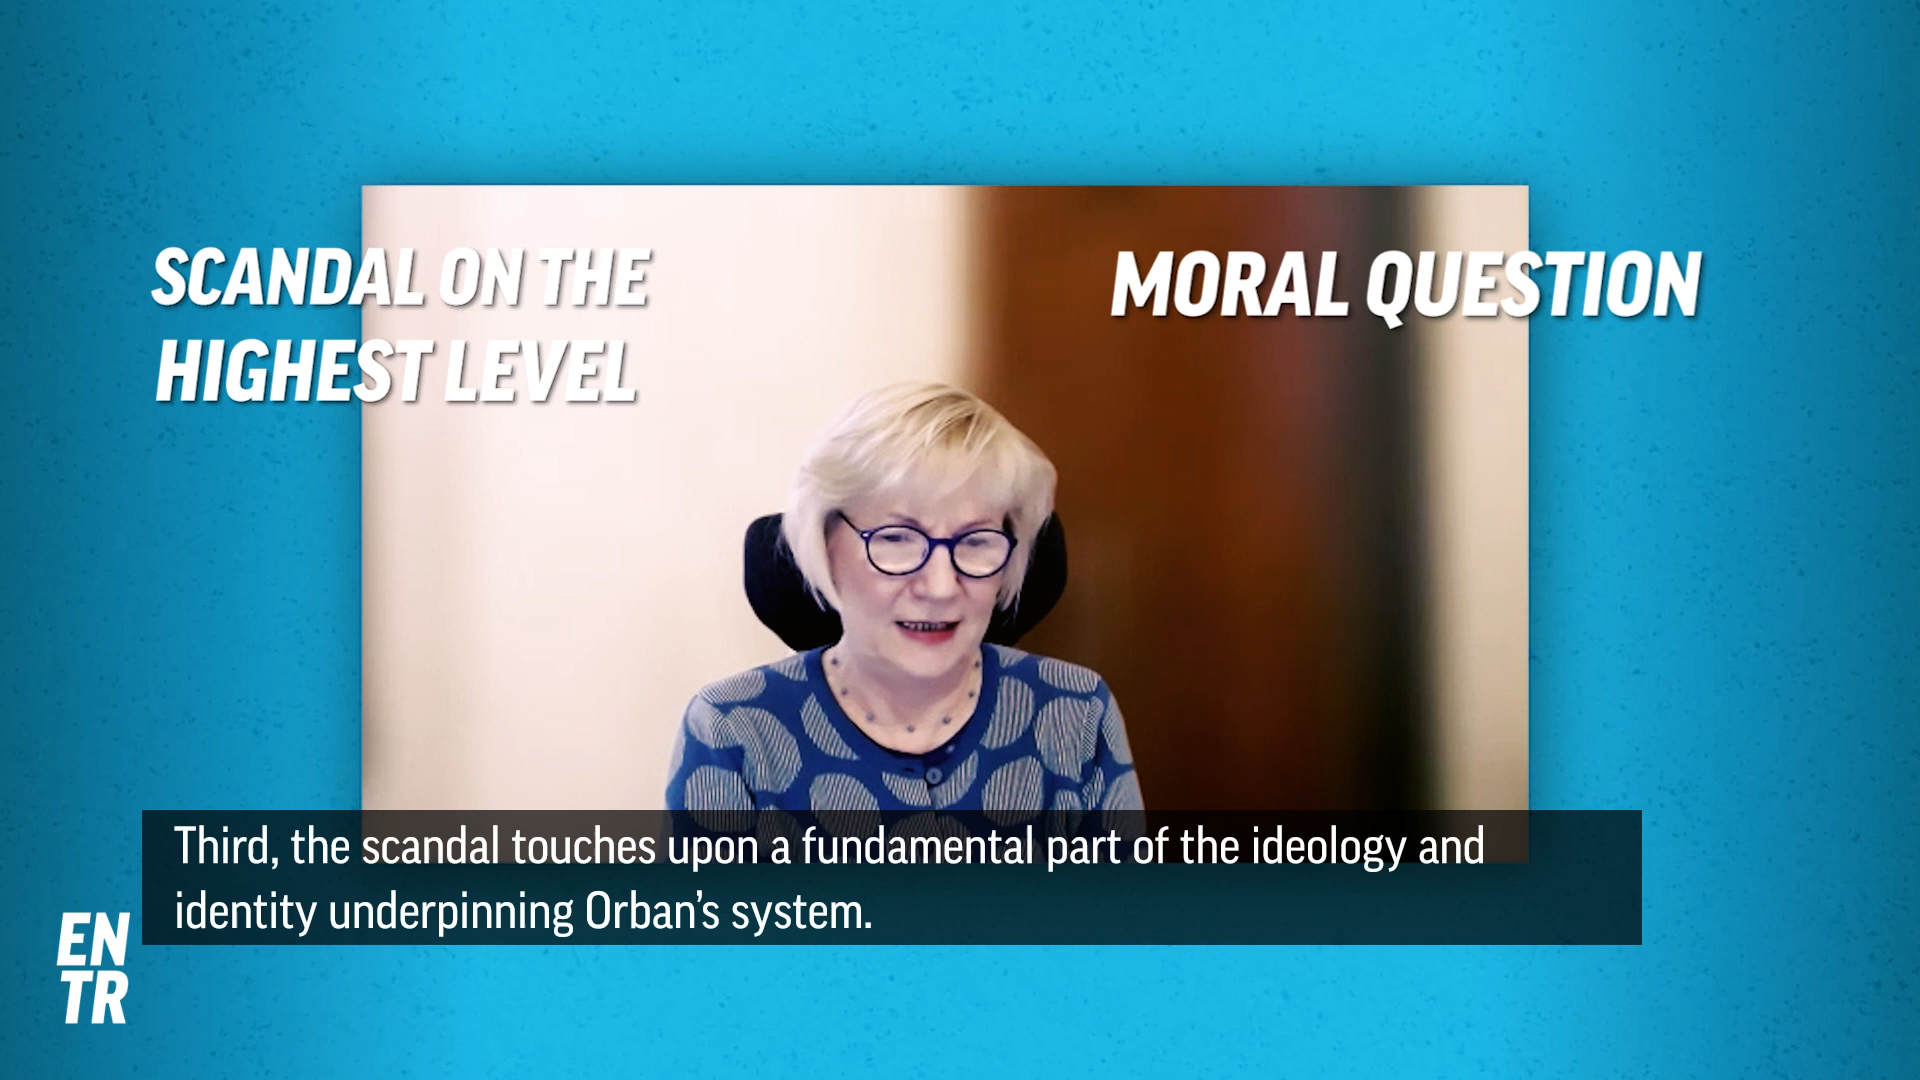 SCANDAL ON THE
HIGHEST LEVEL
MORAL QUESTION
Third, the scandal touches upon a fundamental part of the ideology and
identity underpinning Orban’s system.
EN
TR